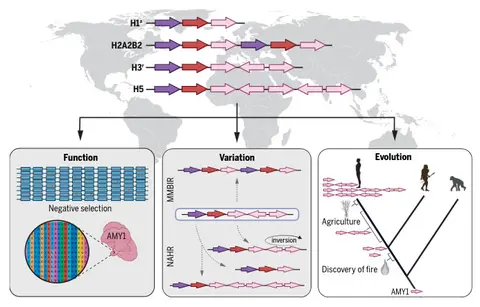 H1ᵃ
H2A2B2
H3ʳ
H5
Function
Negative selection
AMY1
Variation
MMBIR
NAHR
inversion
Evolution
Agriculture
Discovery of fire
AMY1